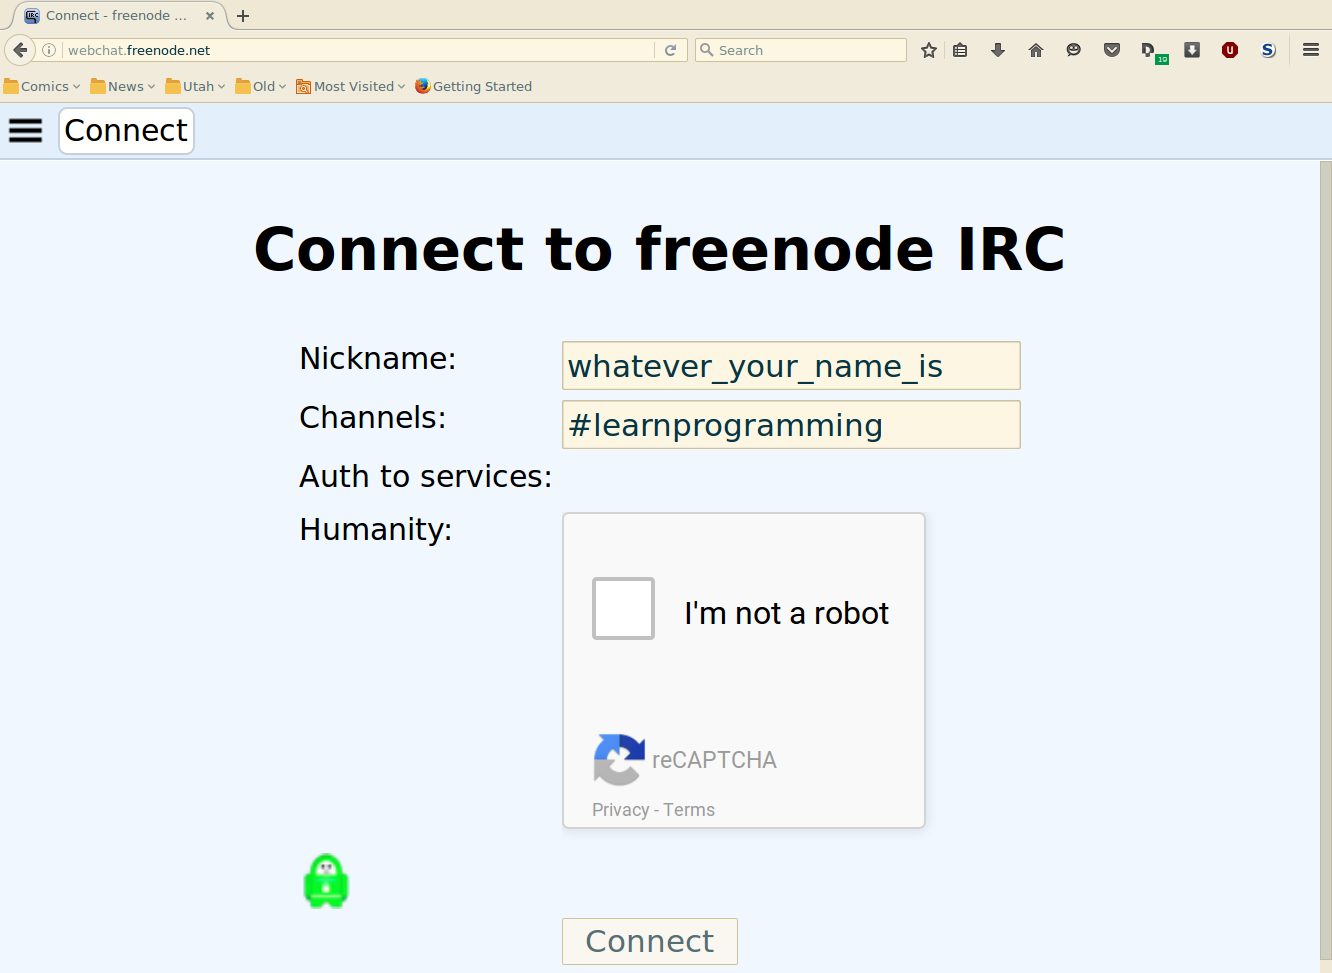 Connect - freenode ...
webchat.freenode.net
Search
19
U
S
Comics
News
Utah
Old
Most Visited
Getting Started
Connect
Connect to freenode IRC
Nickname: whatever_your_name_is
Channels: #learnprogramming
Auth to services:
Humanity:
I'm not a robot
reCAPTCHA
Privacy - Terms
Connect